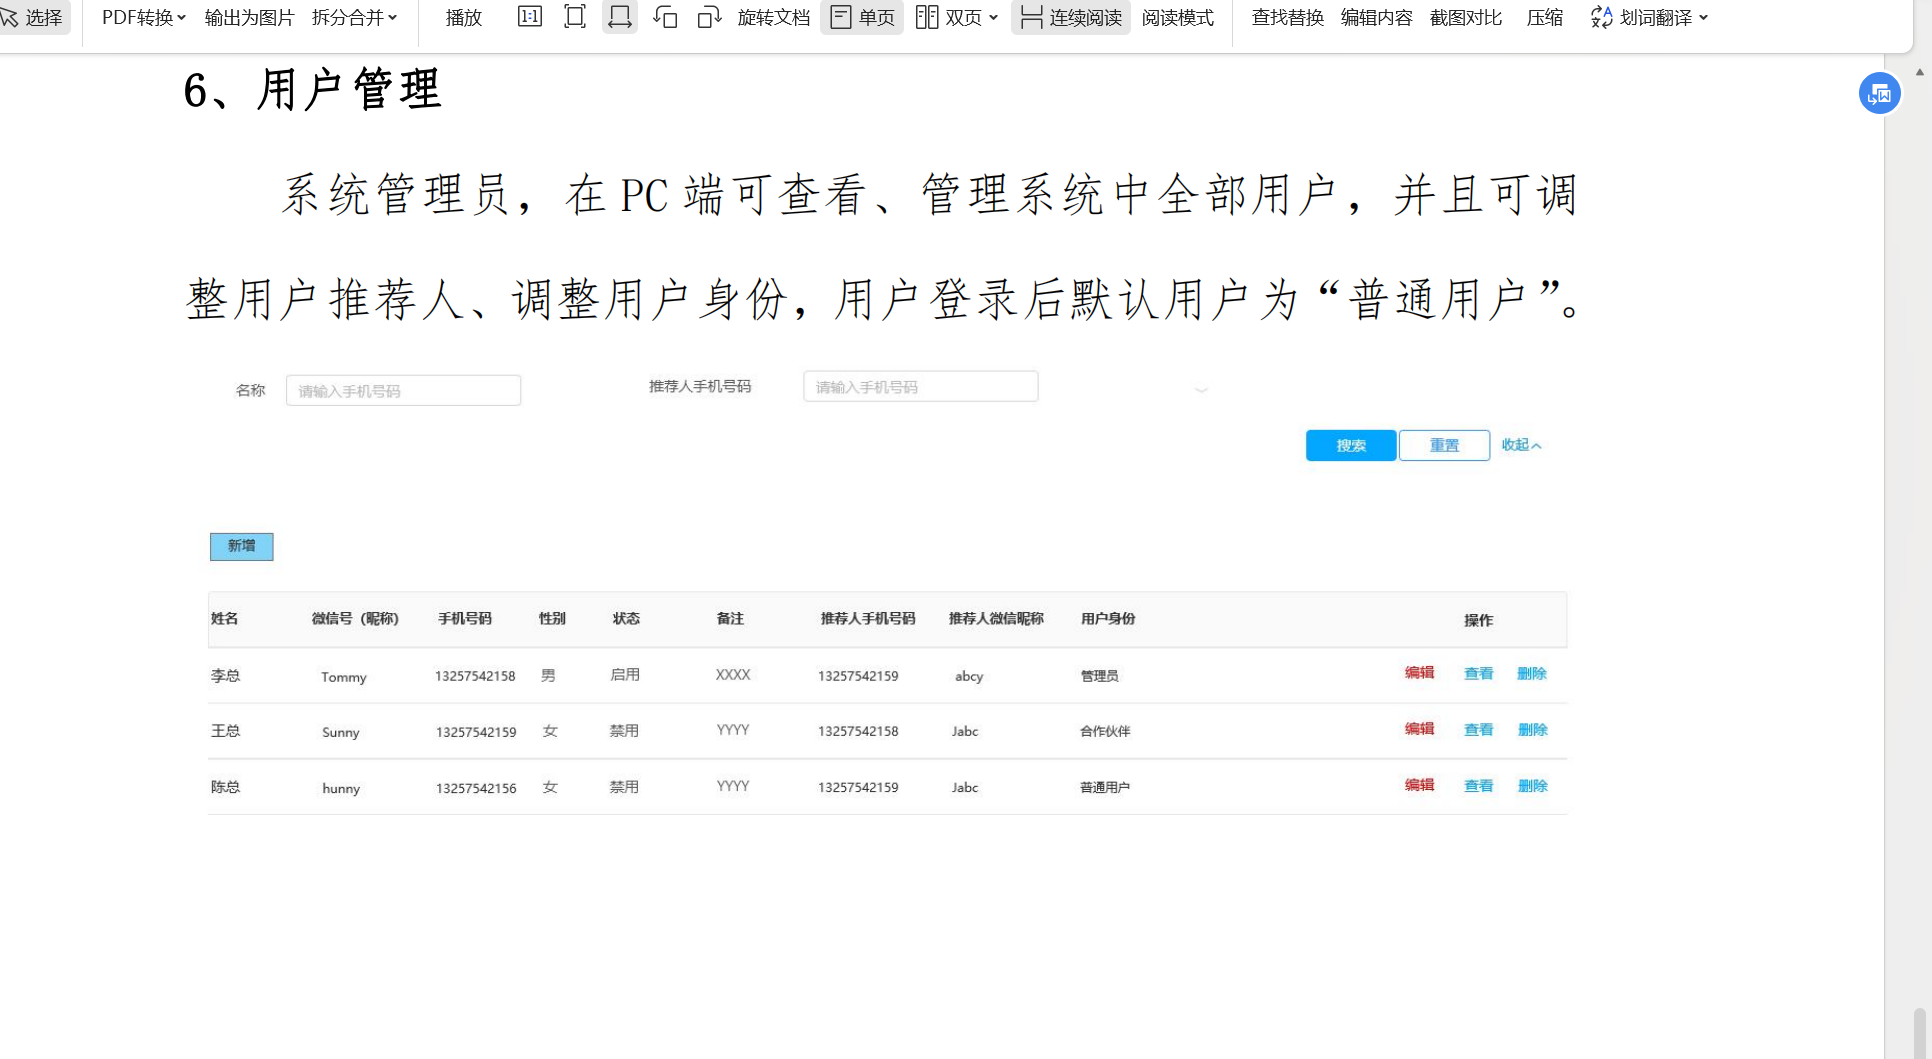 选择 PDF转换 输出为图片 拆分合并 播放 1:1 旋转文档 单页 双页 连续阅读 阅读模式 查找替换 编辑内容 截图对比 压缩 划词翻译
6、用户管理
系统管理员，在 PC 端可查看、管理系统中全部用户，并且可调
整用户推荐人、调整用户身份，用户登录后默认用户为“普通用户”。
名称 请输入手机号码 推荐人手机号码 请输入手机号码
搜索 重置 收起
新增
姓名 微信号（昵称） 手机号码 性别 状态 备注 推荐人手机号码 推荐人微信昵称 用户身份 操作
李总 Tommy 13257542158 男 启用 XXXX 13257542159 abcy 管理员 编辑 查看 删除
王总 Sunny 13257542159 女 禁用 YYYY 13257542158 Jabc 合作伙伴 编辑 查看 删除
陈总 hunny 13257542156 女 禁用 YYYY 13257542159 Jabc 普通用户 编辑 查看 删除